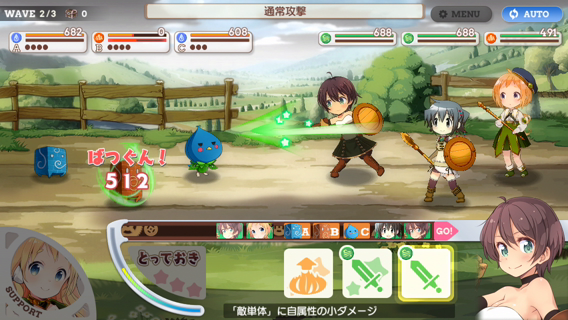 WAVE 2/3 0
通常攻撃
MENU
AUTO
682
A
0
B
608
C
688
688
491
ばつぐん!
512
A B C GO!
とっておき
SUPPORT
「敵単体」に自属性の小ダメージ